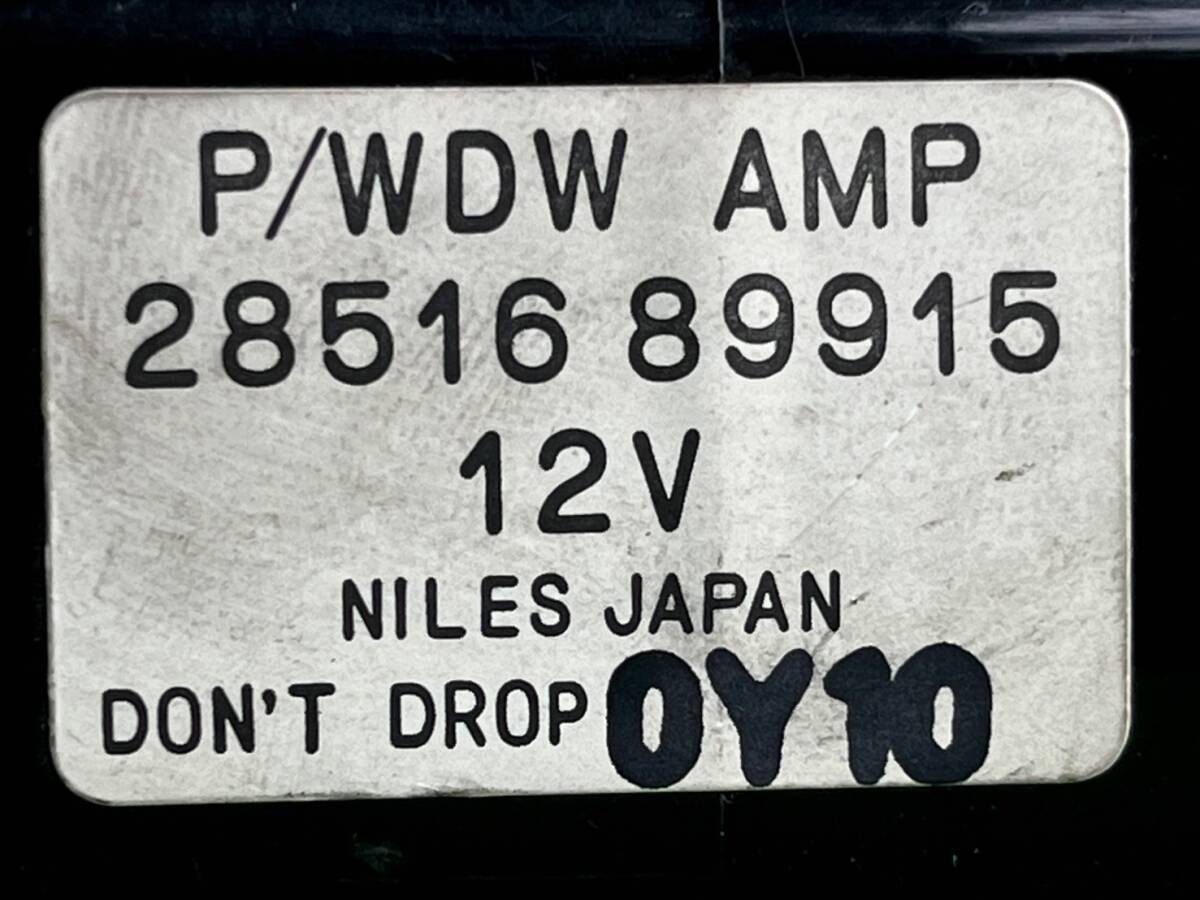 P/WDW AMP
28516 89915
12V
NILES JAPAN
DON'T DROP 0Y10